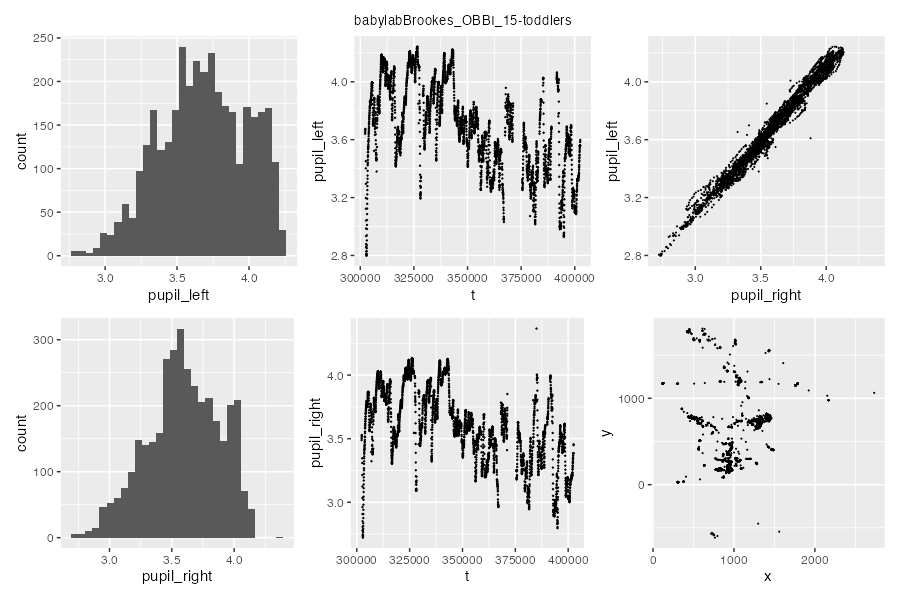 babylabBrookes_OBBI_15-toddlers
250
200
150
100
50
0
count
3.0 3.5 4.0
pupil_left
4.0
3.6
3.2
2.8
pupil_left
300000 325000 350000 375000 400000
t
4.0
3.6
3.2
2.8
pupil_left
3.0 3.5 4.0
pupil_right
300
200
100
0
count
3.0 3.5 4.0
pupil_right
4.0
3.5
3.0
pupil_right
300000 325000 350000 375000 400000
t
1000
0
y
0 1000 2000
x